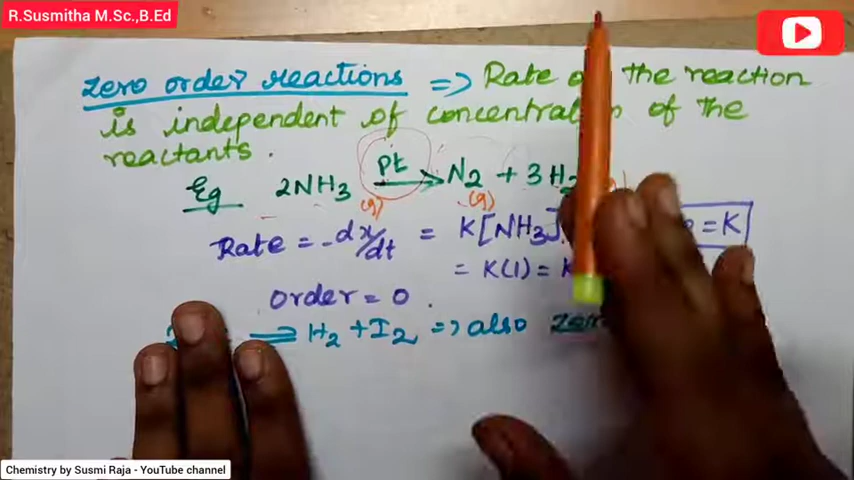 R.Susmitha M.Sc.,B.Ed
Zero order reactions => Rate of the reaction
is independent of concentration of the
reactants.
Eg 2NH3 Pt → N2 + 3H2
(g) (g)
Rate = -dx/dt = K[NH3] = K
= K(1) = K
order = 0.
2 ⇌ H2 + I2 => also zero
Chemistry by Susmi Raja - YouTube channel